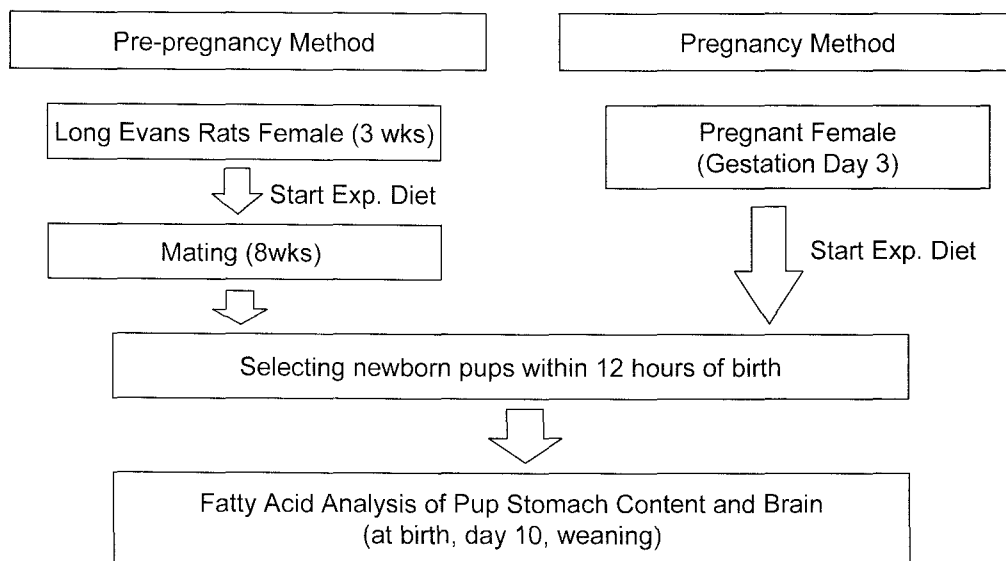 Pre-pregnancy Method
Pregnancy Method
Long Evans Rats Female (3 wks)
Pregnant Female
(Gestation Day 3)
Start Exp. Diet
Mating (8wks)
Start Exp. Diet
Selecting newborn pups within 12 hours of birth
Fatty Acid Analysis of Pup Stomach Content and Brain
(at birth, day 10, weaning)